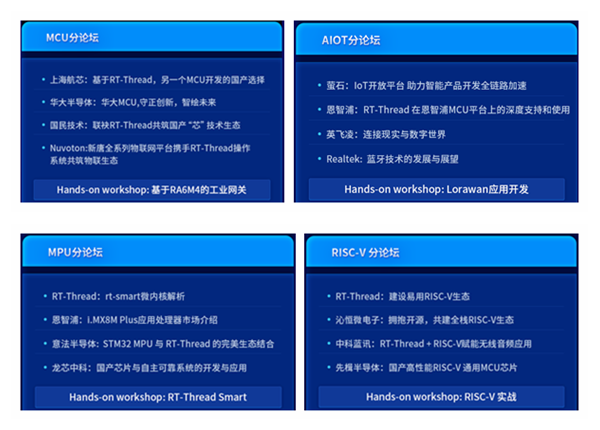 MCU分论坛
• 上海航芯：基于RT-Thread，另一个MCU开发的国产选择
• 华大半导体：华大MCU,守正创新，智绘未来
• 国民技术：联袂RT-Thread共筑国产 “芯” 技术生态
• Nuvoton:新唐全系列物联网平台携手RT-Thread操作
系统共筑物联生态
Hands-on workshop: 基于RA6M4的工业网关
AIOT分论坛
• 萤石：IoT开放平台 助力智能产品开发全链路加速
• 恩智浦：RT-Thread 在恩智浦MCU平台上的深度支持和使用
• 英飞凌：连接现实与数字世界
• Realtek: 蓝牙技术的发展与展望
Hands-on workshop: Lorawan应用开发
MPU分论坛
• RT-Thread：rt-smart微内核解析
• 恩智浦：i.MX8M Plus应用处理器市场介绍
• 意法半导体: STM32 MPU 与 RT-Thread 的完美生态结合
• 龙芯中科：国产芯片与自主可靠系统的开发与应用
Hands-on workshop: RT-Thread Smart
RISC-V 分论坛
• RT-Thread：建设易用RISC-V生态
• 沁恒微电子：拥抱开源，共建全栈RISC-V生态
• 中科蓝讯：RT-Thread + RISC-V赋能无线音频应用
• 先楫半导体：国产高性能RISC-V 通用MCU芯片
Hands-on workshop: RISC-V 实战